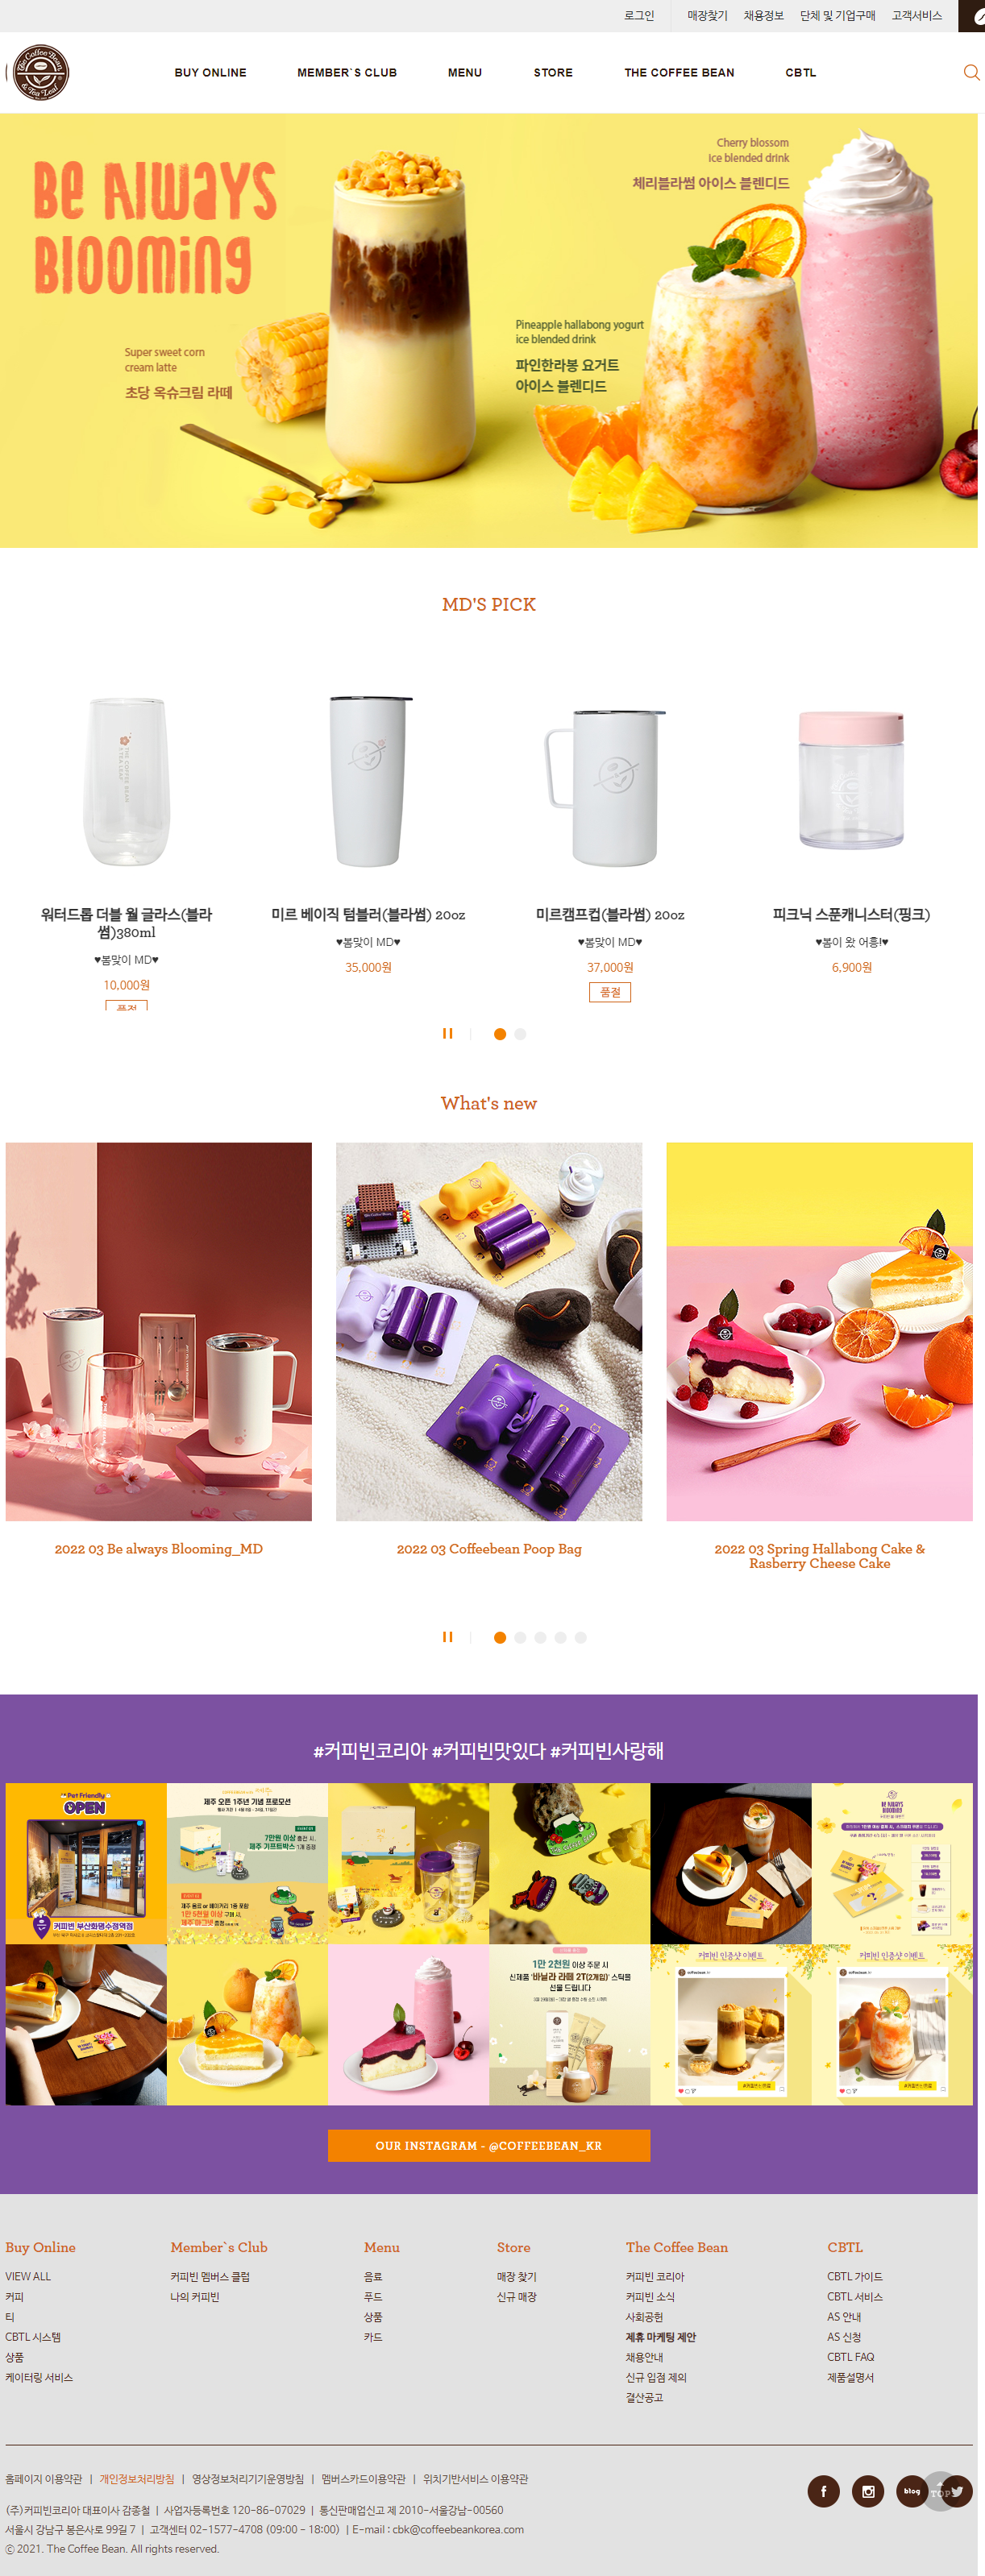 로그인
매장찾기 채용정보 단체 및 기업구매 고객서비스
The Coffee Bean & Tea Leaf
BUY ONLINE MEMBER`S CLUB MENU STORE THE COFFEE BEAN CBTL
BE ALWAYS
BLOOMING
Cherry blossom
Ice blended drink
체리블라썸 아이스 블렌디드
Super sweet corn
cream latte
초당 옥슈크림 라떼
Pineapple hallabong yogurt
ice blended drink
파인한라봉 요거트
아이스 블렌디드
MD'S PICK
THE COFFEE BEAN
& TEA LEAF
워터드롭 더블 월 글라스(블라
썸)380ml
♥봄맞이 MD♥
10,000원
품절
미르 베이직 텀블러(블라썸) 20oz
♥봄맞이 MD♥
35,000원
미르캠프컵(블라썸) 20oz
♥봄맞이 MD♥
37,000원
품절
피크닉 스푼캐니스터(핑크)
♥봄이 왔 어흥!♥
6,900원
What's new
2022 03 Be always Blooming_MD
2022 03 Coffeebean Poop Bag
2022 03 Spring Hallabong Cake &
Rasberry Cheese Cake
#커피빈코리아 #커피빈맛있다 #커피빈사랑해
Pet Friendly
OPEN
커피빈 부산화명수정역점
제주 오픈 1주년 기념 프로모션
7만원 이상 충전 시,
제주 기프트박스 1개 증정
1만 5천원 이상 구매 시,
BE ALWAYS
BLOOMING
1만 2천원 이상 주문 시
신제품 '바닐라 라떼 2T(2개입)' 스틱을
선물 드립니다
커피빈 인증샷 이벤트
커피빈 인증샷 이벤트
OUR INSTAGRAM - @COFFEEBEAN_KR
Buy Online
VIEW ALL
커피
티
CBTL 시스템
상품
케이터링 서비스
Member`s Club
커피빈 멤버스 클럽
나의 커피빈
Menu
음료
푸드
상품
카드
Store
매장 찾기
신규 매장
The Coffee Bean
커피빈 코리아
커피빈 소식
사회공헌
제휴 마케팅 제안
채용안내
신규 입점 제의
결산공고
CBTL
CBTL 가이드
CBTL 서비스
AS 안내
AS 신청
CBTL FAQ
제품설명서
홈페이지 이용약관 | 개인정보처리방침 | 영상정보처리기기운영방침 | 멤버스카드이용약관 | 위치기반서비스 이용약관
blog
TOP
(주)커피빈코리아 대표이사 김종철 | 사업자등록번호 120-86-07029 | 통신판매업신고 제 2010-서울강남-00560
서울시 강남구 봉은사로 99길 7 | 고객센터 02-1577-4708 (09:00 - 18:00) | E-mail : cbk@coffeebeankorea.com
ⓒ 2021. The Coffee Bean. All rights reserved.